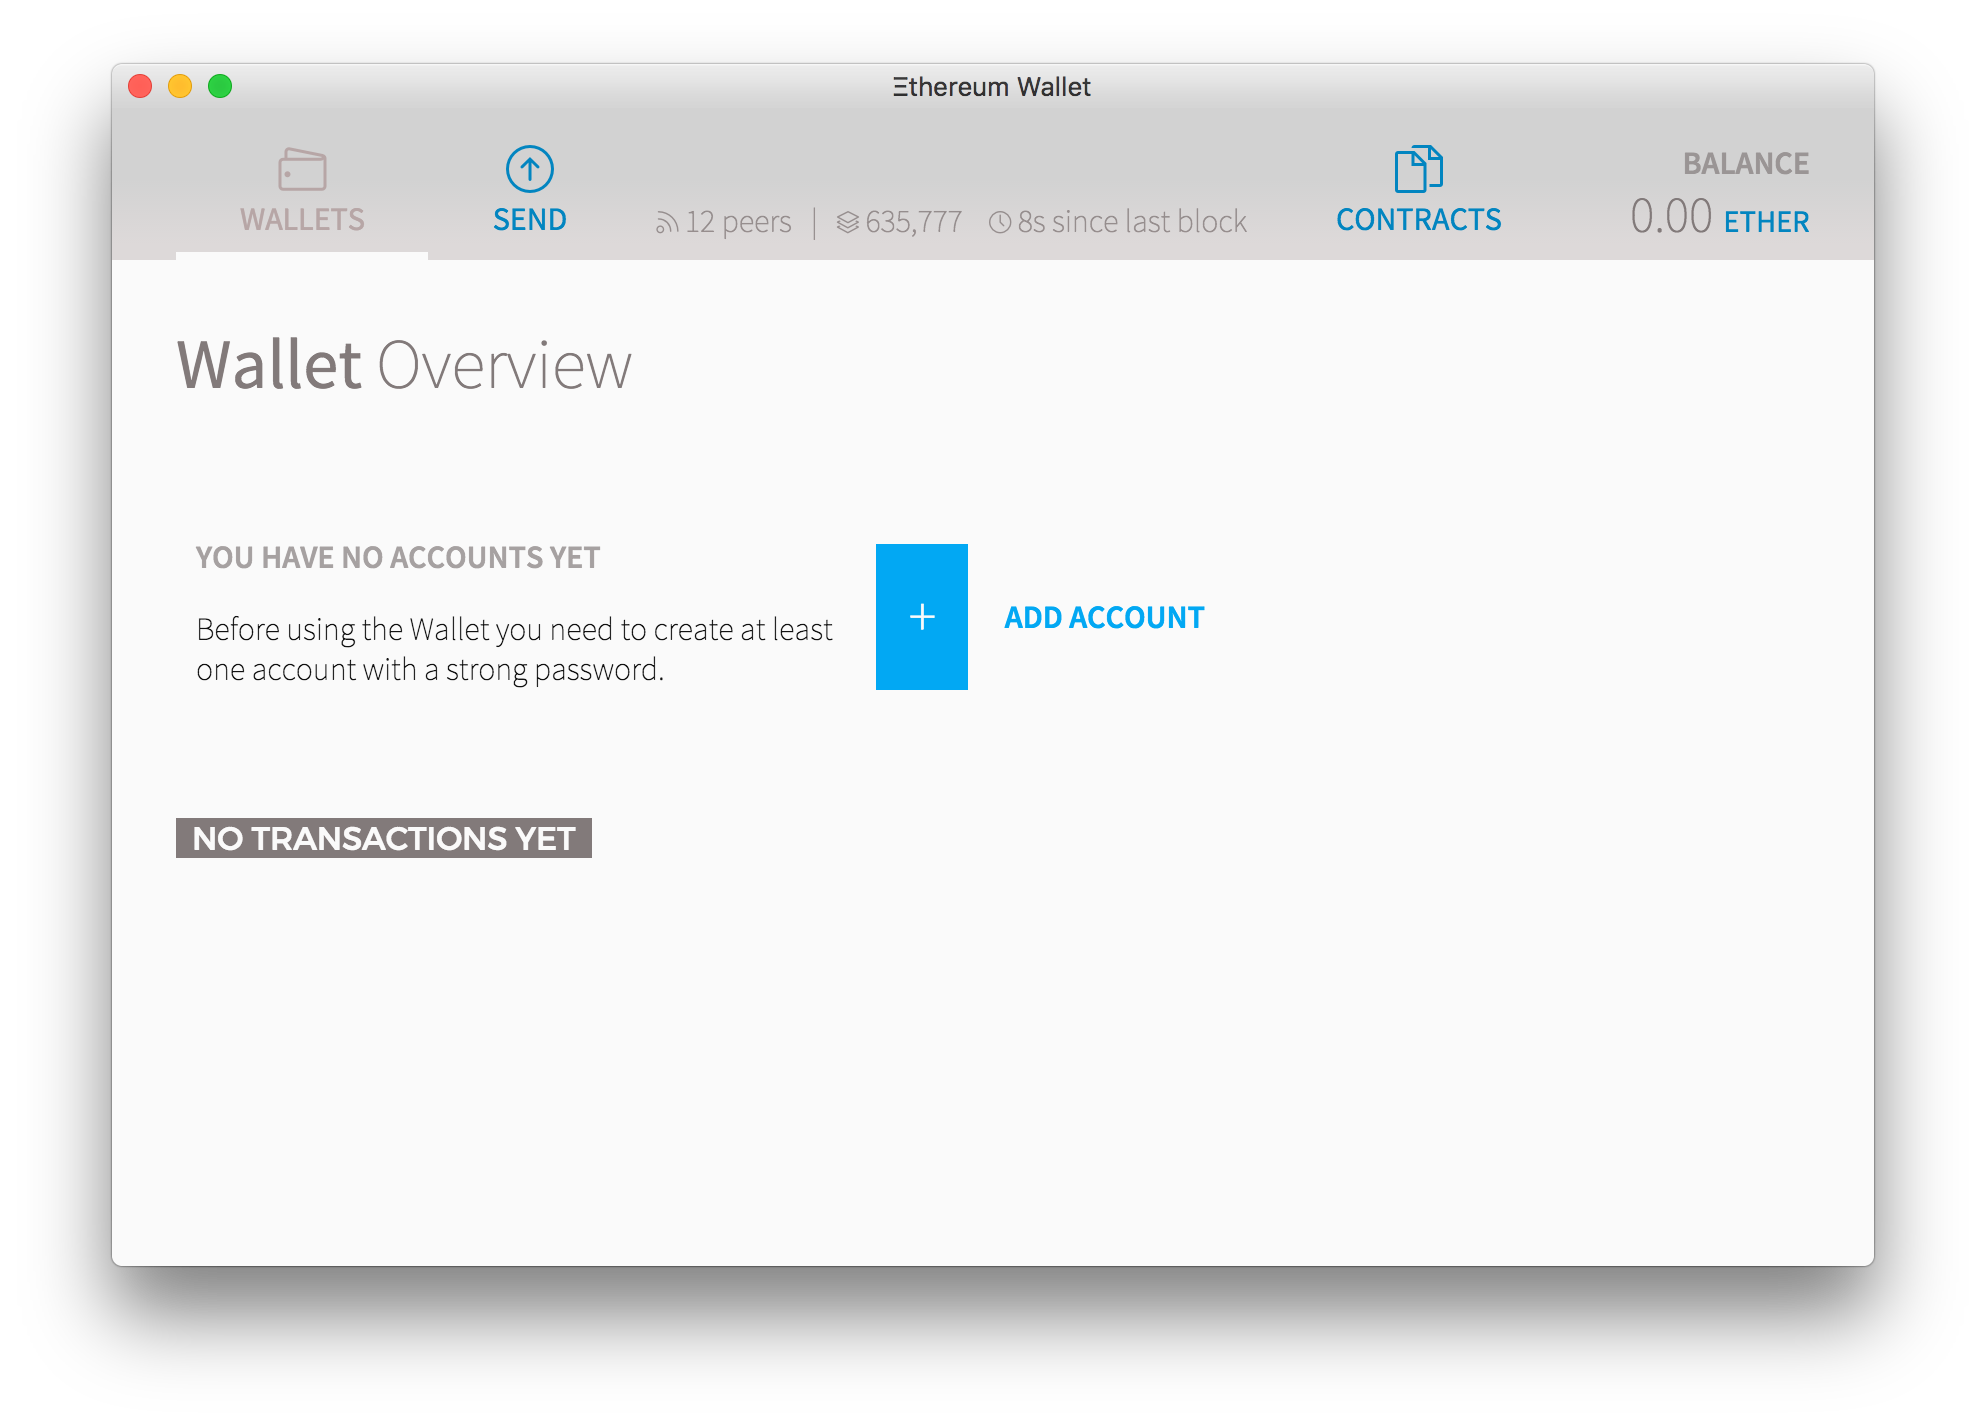 Ξthereum Wallet
WALLETS
SEND
12 peers | 635,777 8s since last block
CONTRACTS
BALANCE
0.00 ETHER
Wallet Overview
YOU HAVE NO ACCOUNTS YET
Before using the Wallet you need to create at least
one account with a strong password.
+
ADD ACCOUNT
NO TRANSACTIONS YET